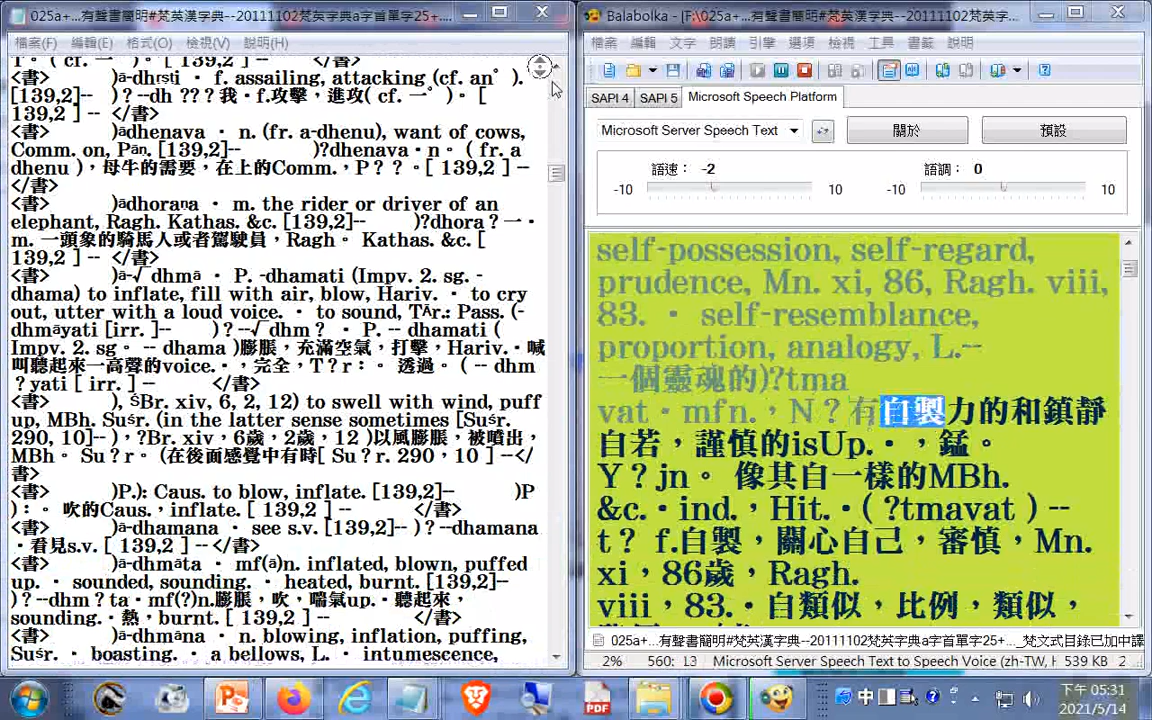 有聲書簡明#梵英漢字典--20111102梵英字典a字首單字25+...
檔案(F) 編輯(E) 格式(O) 檢視(V) 說明(H)
<書> )ā-dhṛṣti · f. assailing, attacking (cf. an° ).
[139,2] )？--dh ???我·f.攻擊，進攻( cf. 一°)。[
139,2 ] -- </書>
<書> )ādhenava · n. (fr. a-dhenu), want of cows,
Comm. on, Pāṇ. [139,2]-- )?dhenava·n。( fr. a
dhenu )，母牛的需要，在上的Comm.，P？？。[ 139,2 ] --
</書>
<書> )ādhoraṇa · m. the rider or driver of an
elephant, Ragh. Kathas. &c. [139,2]-- )?dhora？一·
m. 一頭象的騎馬人或者駕駛員，Ragh。 Kathas. &c. [
139,2 ] -- </書>
<書> )ā-√ dhmā · P. -dhamati (Impv. 2. sg. -
dhama) to inflate, fill with air, blow, Hariv. · to cry
out, utter with a loud voice. · to sound, TĀr.: Pass. (-
dhmāyati [irr. ]-- )？--√ dhm？ · P. -- dhamati (
Impv. 2. sg。 -- dhama )膨脹，充滿空氣，打擊，Hariv.·喊
叫聽起來一高聲的voice.·，完全，T？r：。 透過。( -- dhm
？yati [ irr. ] -- </書>
<書> ), ŚBr. xiv, 6, 2, 12) to swell with wind, puff
up, MBh. Suśr. (in the latter sense sometimes [Suśr.
290, 10]--)，?Br. xiv，6歲，2歲，12 )以風膨脹，被噴出，
MBh。 Su？r。(在後面感覺中有時[ Su？r. 290，10 ] --</
書>
<書> )P.): Caus. to blow, inflate. [139,2]-- )P
)：。吹的Caus.，inflate. [ 139,2 ] -- </書>
<書> )ā-dhamana · see s.v. [139,2]-- )？--dhamana
·看見s.v. [ 139,2 ] -- </書>
<書> )ā-dhmāta · mf(ā)n. inflated, blown, puffed
up. · sounded, sounding. · heated, burnt. [139,2]--
)？--dhm？ta·mf(?)n.膨脹，吹，喘氣up.·聽起來，
sounding.·熱，burnt. [ 139,2 ] -- </書>
<書> )ā-dhmāna · n. blowing, inflation, puffing,
Suśr. · boasting. · a bellows, L. · intumescence,
Balabolka - [F:\025a+...有聲書簡明#梵英漢字典--20111102梵英字...
檔案 編輯 文字 朗讀 引擎 選項 檢視 工具 書籤 說明
SAPI 4 SAPI 5 Microsoft Speech Platform
Microsoft Server Speech Text 關於 預設
語速： -2 語調： 0
-10 10 -10 10
self-possession, self-regard,
prudence, Mn. xi, 86, Ragh. viii,
83. · self-resemblance,
proportion, analogy, L.--
一個靈魂的)?tma
vat·mfn.，N？有自製力的和鎮靜
自若，謹慎的isUp.·，錳。
Y？jn。 像其自一樣的MBh.
&c.·ind.，Hit.·( ?tmavat ) --
t？ f.自製，關心自己，審慎，Mn.
xi，86歲，Ragh.
viii，83.·自類似，比例，類似，
025a+...有聲書簡明#梵英漢字典--20111102梵英字典a字首單字25+..._梵文式目錄已加中譯
2% 560: 13 Microsoft Server Speech Text to Speech Voice (zh-TW, H 539 KB 2
中
下午 05:31
2021/5/14